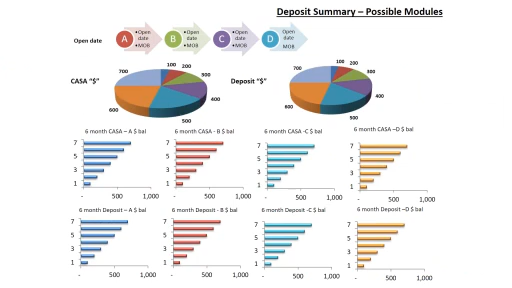 Deposit Summary – Possible Modules
Open date
A
•Open date
•MOB
B
•Open date
•MOB
C
•Open date
•MOB
D
Open date
MOB
CASA "$"
100
200
300
400
500
600
700
Deposit "$"
100
200
300
400
500
600
700
6 month CASA – A $ bal
7
5
3
1
-
500
1,000
6 month CASA - B $ bal
7
5
3
1
-
500
1,000
6 month CASA -C $ bal
7
5
3
1
-
500
1,000
6 month CASA –D $ bal
7
5
3
1
-
500
1,000
6 month Deposit – A $ bal
7
5
3
1
-
500
1,000
6 month Deposit - B $ bal
7
5
3
1
-
500
1,000
6 month Deposit -C $ bal
7
5
3
1
-
500
1,000
6 month Deposit –D $ bal
7
5
3
1
-
500
1,000